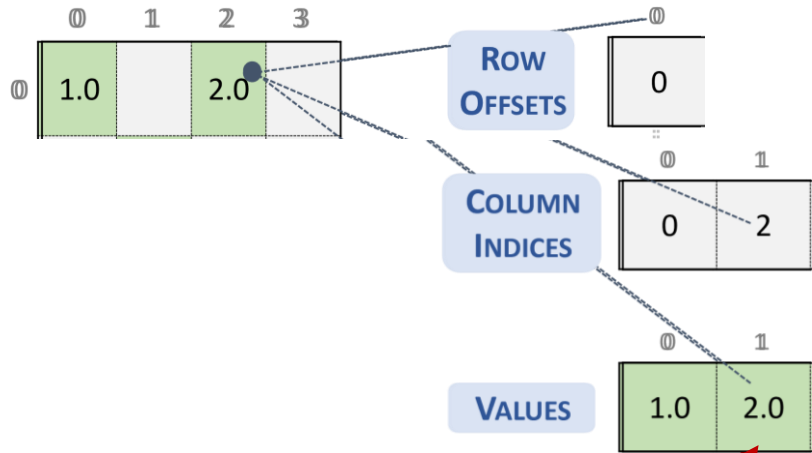 0 1 2 3
0 1.0 2.0
ROW
OFFSETS
0
0
0 1
COLUMN
INDICES
0 2
0 1
VALUES
1.0 2.0